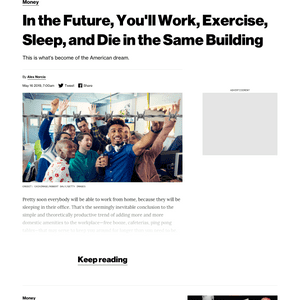 Money
In the Future, You'll Work, Exercise,
Sleep, and Die in the Same Building
This is what's become of the American dream.
By Alex Norcia
May 16 2019, 7:00am Tweet Share
ADVERTISEMENT
Pretty soon everybody will be able to work from home, because they will be
sleeping in their office. That's the seemingly inevitable conclusion to the
simple and theoretically productive trend of adding more and more
domestic amenities to the workplace—free booze, cafeterias, ping pong
Keep reading
Money